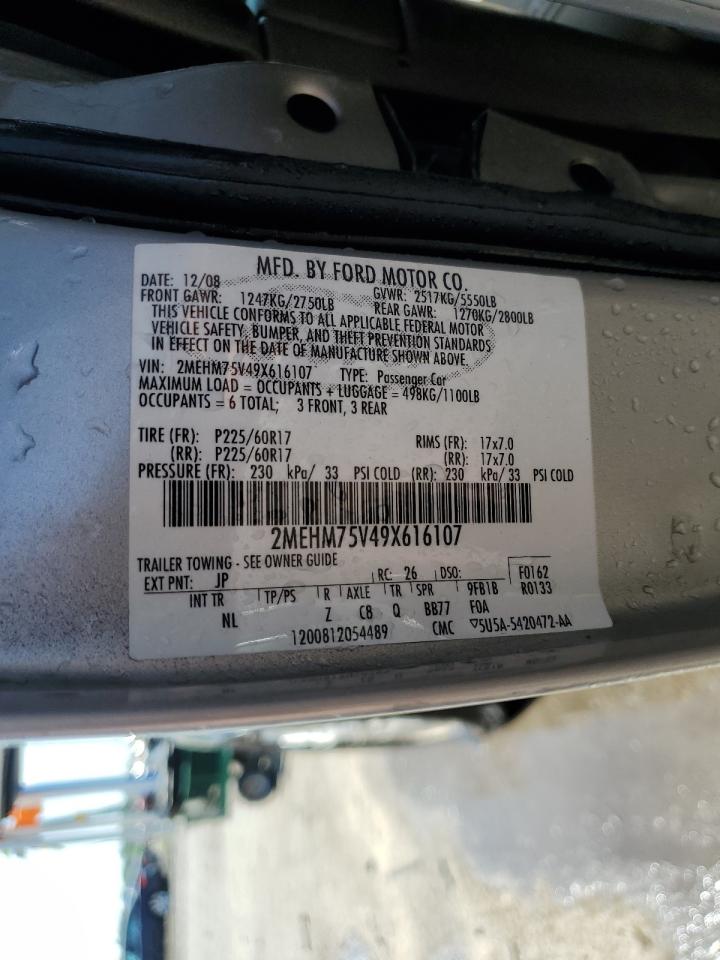 MFD. BY FORD MOTOR CO.
DATE: 12/08 GVWR: 2517KG/5550LB
FRONT GAWR: 1247KG/2750LB REAR GAWR: 1270KG/2800LB
THIS VEHICLE CONFORMS TO ALL APPLICABLE FEDERAL MOTOR
VEHICLE SAFETY, BUMPER, AND THEFT PREVENTION STANDARDS
IN EFFECT ON THE DATE OF MANUFACTURE SHOWN ABOVE.
VIN: 2MEHM75V49X616107 TYPE: Passenger Car
MAXIMUM LOAD = OCCUPANTS + LUGGAGE = 498KG/1100LB
OCCUPANTS = 6 TOTAL; 3 FRONT, 3 REAR
TIRE (FR): P225/60R17 RIMS (FR): 17x7.0
(RR): P225/60R17 (RR): 17x7.0
PRESSURE (FR): 230 kPa/ 33 PSI COLD (RR): 230 kPa/ 33 PSI COLD
2MEHM75V49X616107
TRAILER TOWING - SEE OWNER GUIDE
EXT PNT: JP RC: 26 DSO: F0162
R0133
INT TR TP/PS R AXLE TR SPR 9FB1B
NL Z C8 Q BB77 FOA
1200812054489 CMC ▽5U5A-5420472-AA